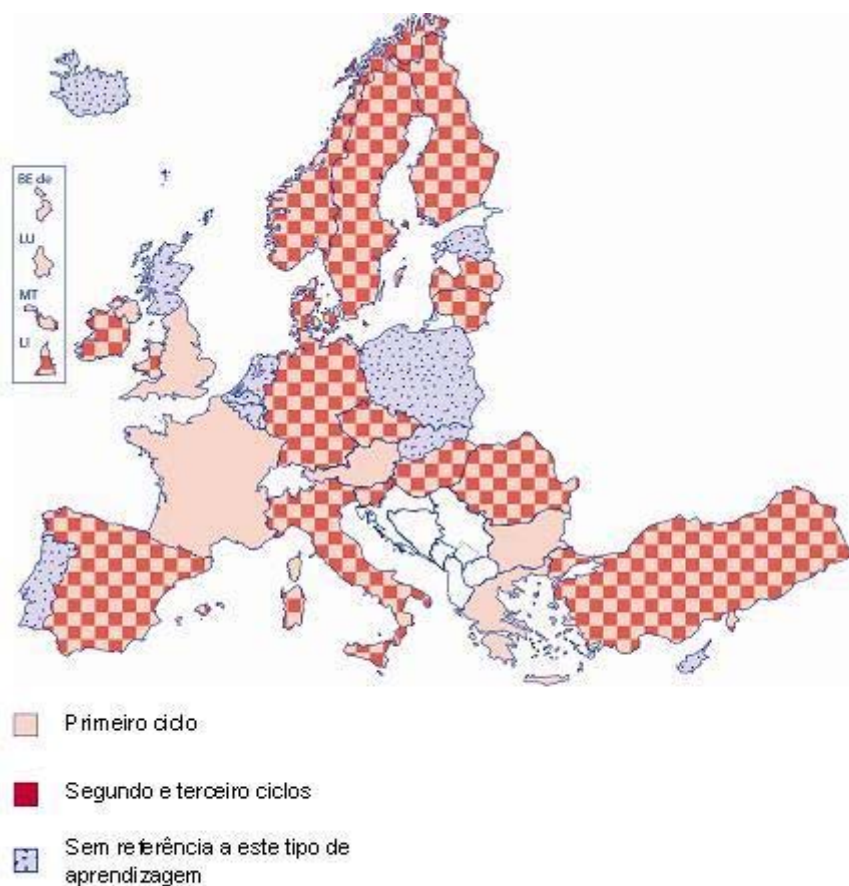 BE de
LU
MT
LI
Primeiro ciclo
Segundo e terceiro ciclos
Sem referência a este tipo de
aprendizagem